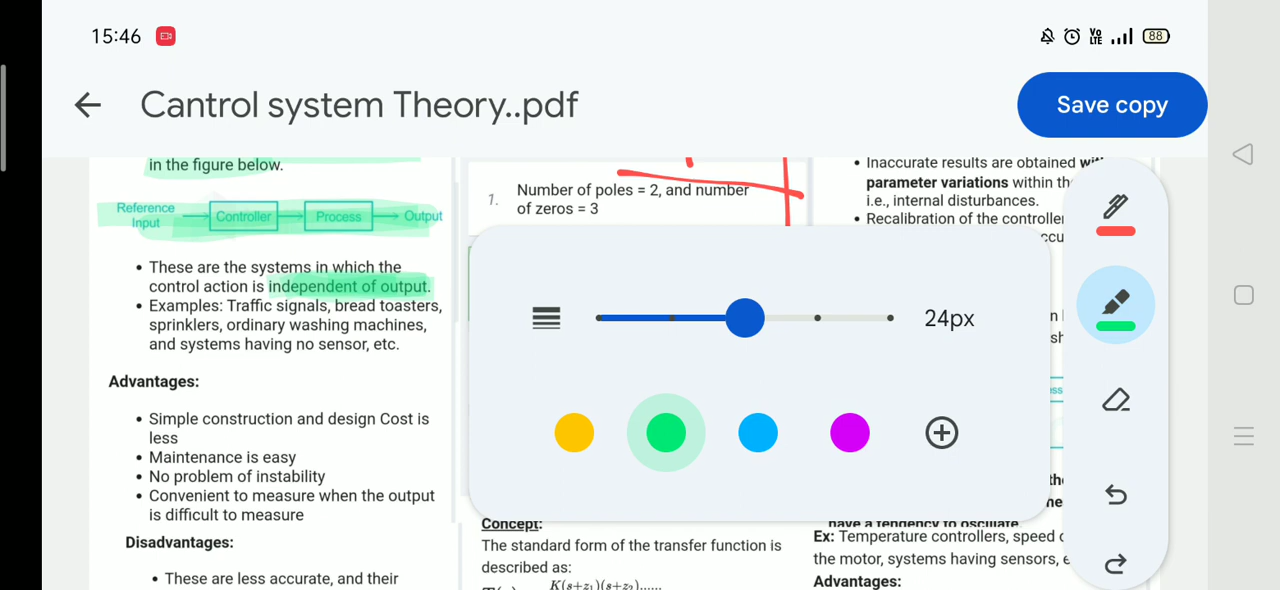 15:46
Vo LTE
88
Cantrol system Theory..pdf
Save copy
in the figure below.
Reference
Input
Controller
Process
Output
• These are the systems in which the
control action is independent of output.
• Examples: Traffic signals, bread toasters,
sprinklers, ordinary washing machines,
and systems having no sensor, etc.
Advantages:
• Simple construction and design Cost is
less
• Maintenance is easy
• No problem of instability
• Convenient to measure when the output
is difficult to measure
Disadvantages:
• These are less accurate, and their
1. Number of poles = 2, and number
of zeros = 3
24px
Concept:
The standard form of the transfer function is
described as:
K(s+z₁)(s+z₂)......
• Inaccurate results are obtained
parameter variations within
i.e., internal disturbances.
• Recalibration of the controller
have a tendency to oscillate
Ex: Temperature controllers, speed
the motor, systems having sensors,
Advantages: